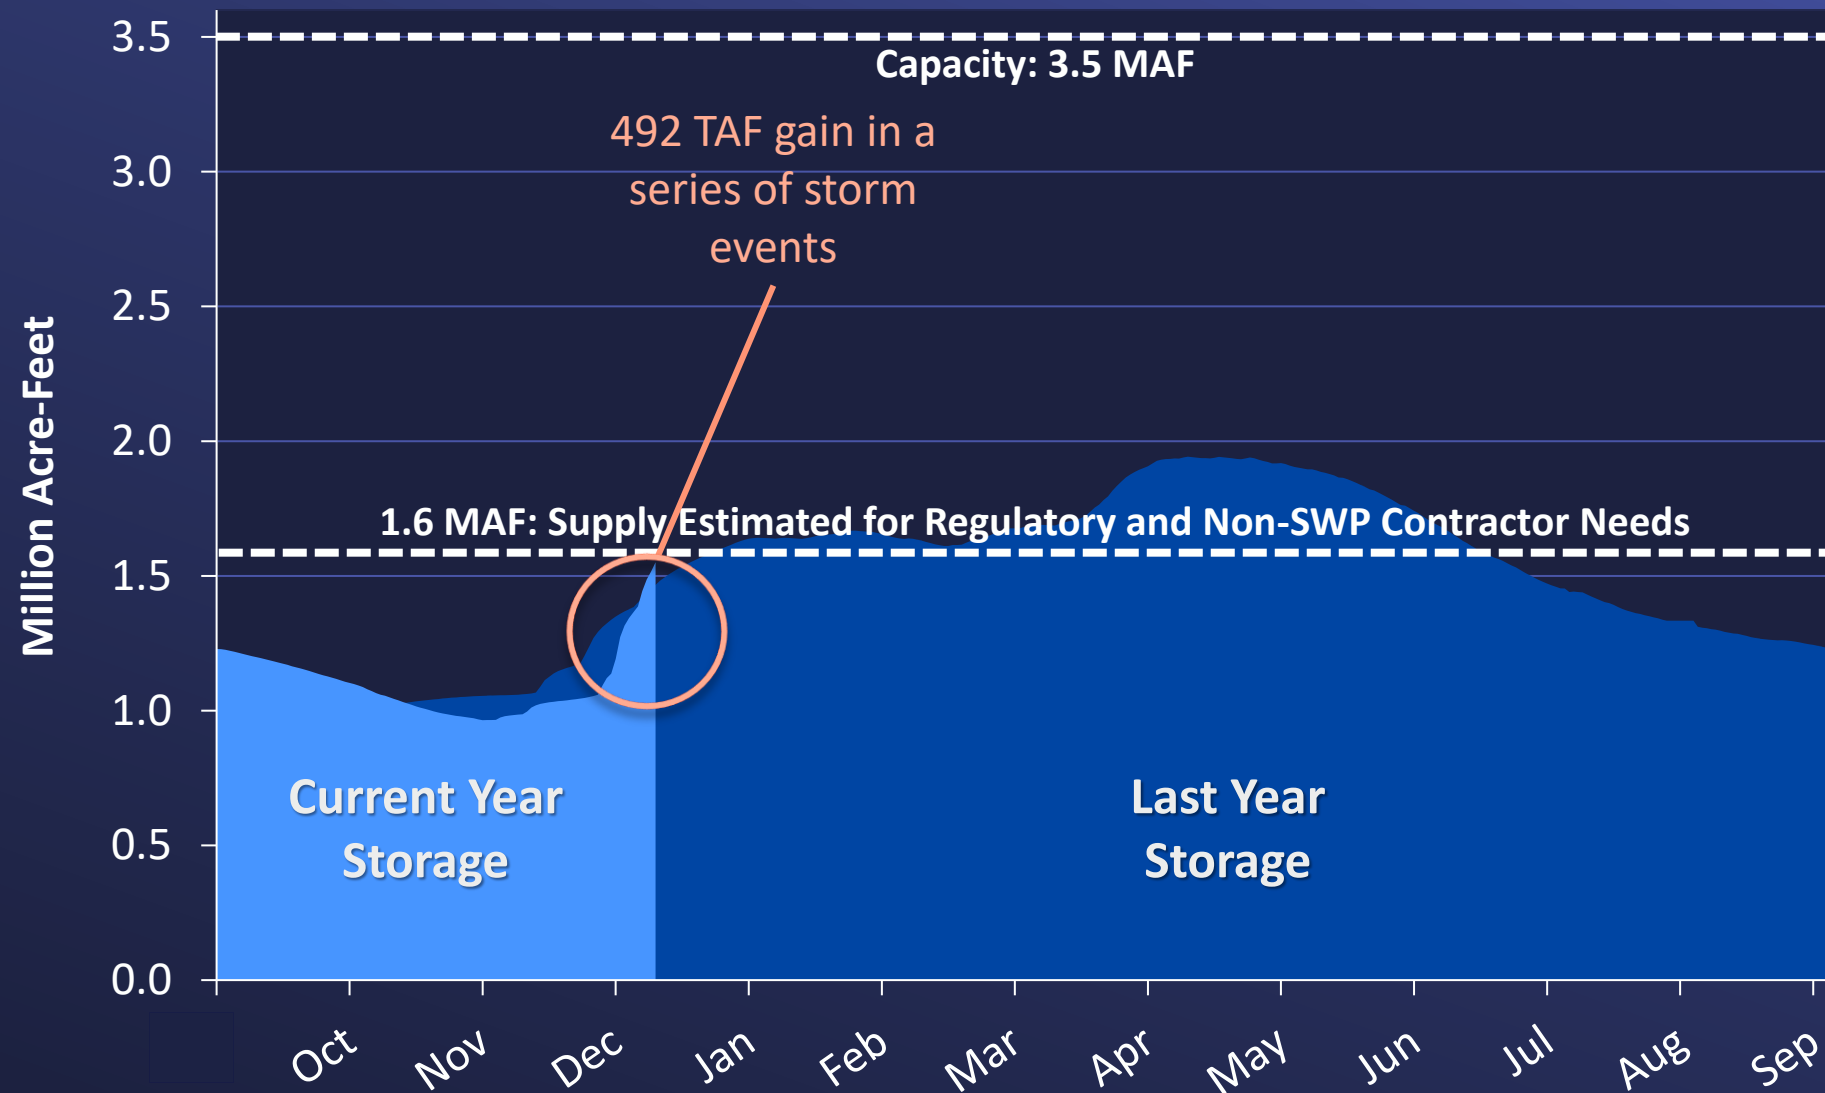 3.5
Capacity: 3.5 MAF
492 TAF gain in a
series of storm
events
3.0
2.5
2.0
1.6 MAF: Supply Estimated for Regulatory and Non-SWP Contractor Needs
1.5
1.0
0.5
0.0
Million Acre-Feet
Current Year
Storage
Last Year
Storage
Oct
Nov
Dec
Jan
Feb
Mar
Apr
May
Jun
Jul
Aug
Sep